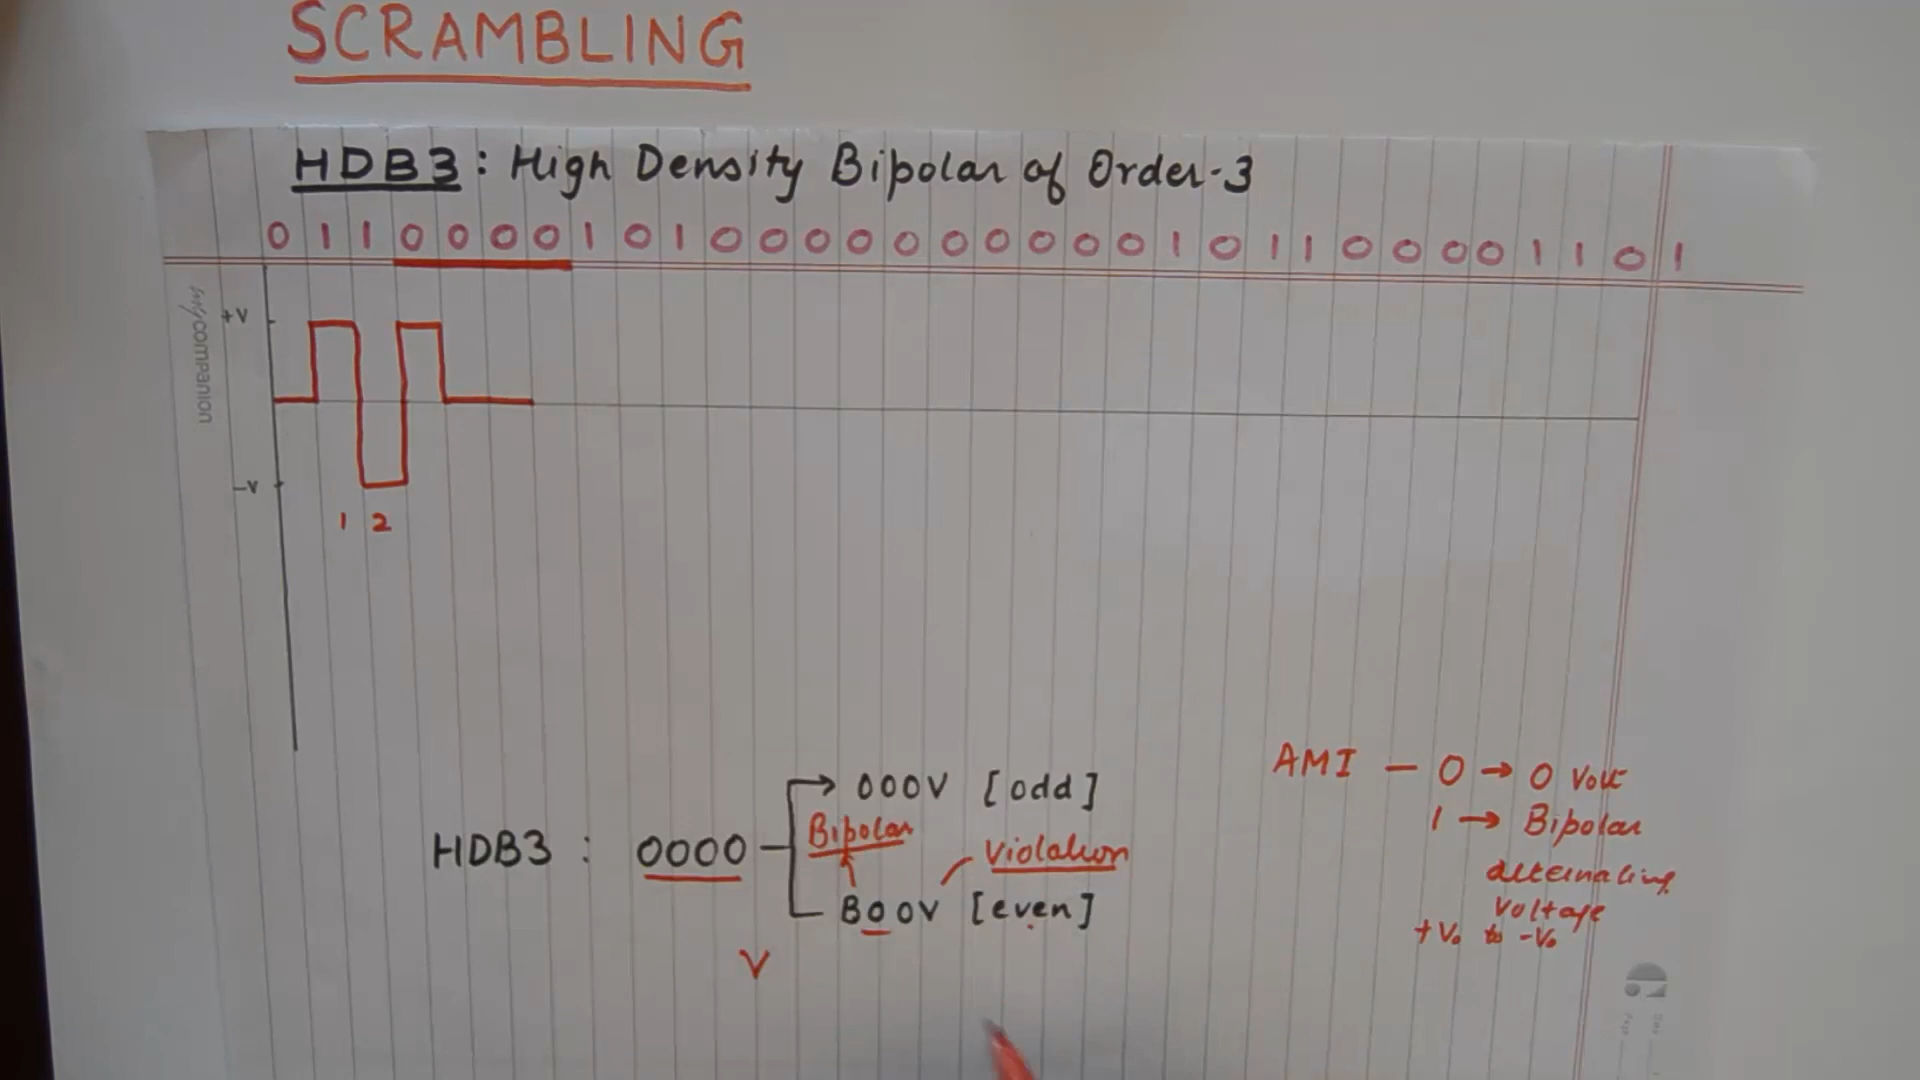 SCRAMBLING
HDB3 : High Density Bipolar of Order-3
0 1 1 0 0 0 0 1 0 1 0 0 0 0 0 0 0 0 0 0 1 0 1 1 0 0 0 0 1 1 0 1
+V
mycompanion
-V
1 2
000V [odd]
Bipolar
HDB3 : 0000
Violation
B00V [even]
V
AMI - 0 → 0 Volt
1 → Bipolar
alternating
voltage
+V₀ to -V₀